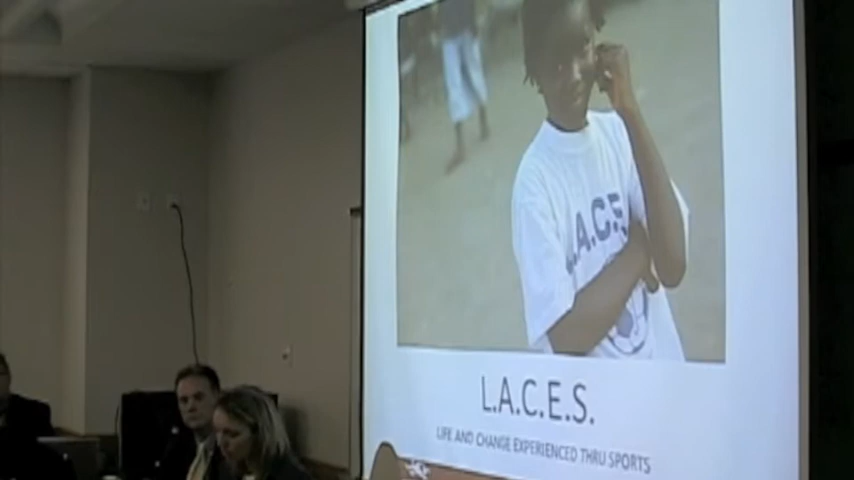 L.A.C.E.S
L.A.C.E.S.
LIFE AND CHANGE EXPERIENCED THRU SPORTS